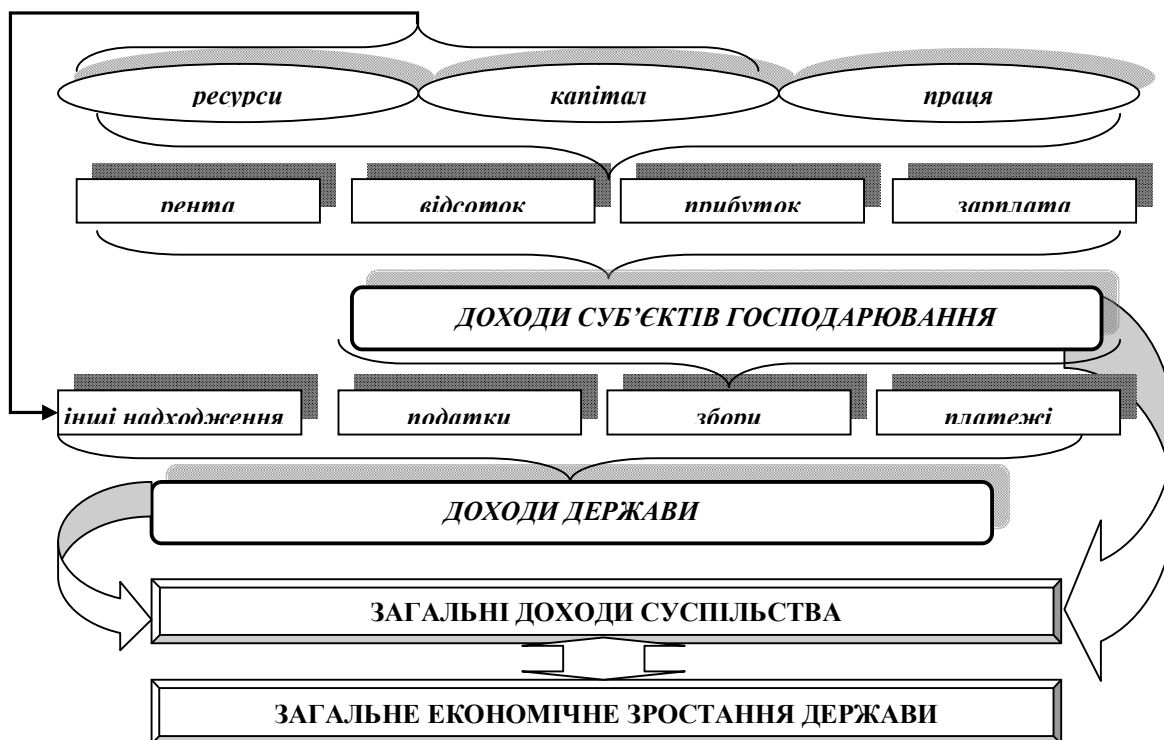 ресурси капітал праця
рента відсоток прибуток зарплата
ДОХОДИ СУБ’ЄКТІВ ГОСПОДАРЮВАННЯ
інші надходження податки збори платежі
ДОХОДИ ДЕРЖАВИ
ЗАГАЛЬНІ ДОХОДИ СУСПІЛЬСТВА
ЗАГАЛЬНЕ ЕКОНОМІЧНЕ ЗРОСТАННЯ ДЕРЖАВИ